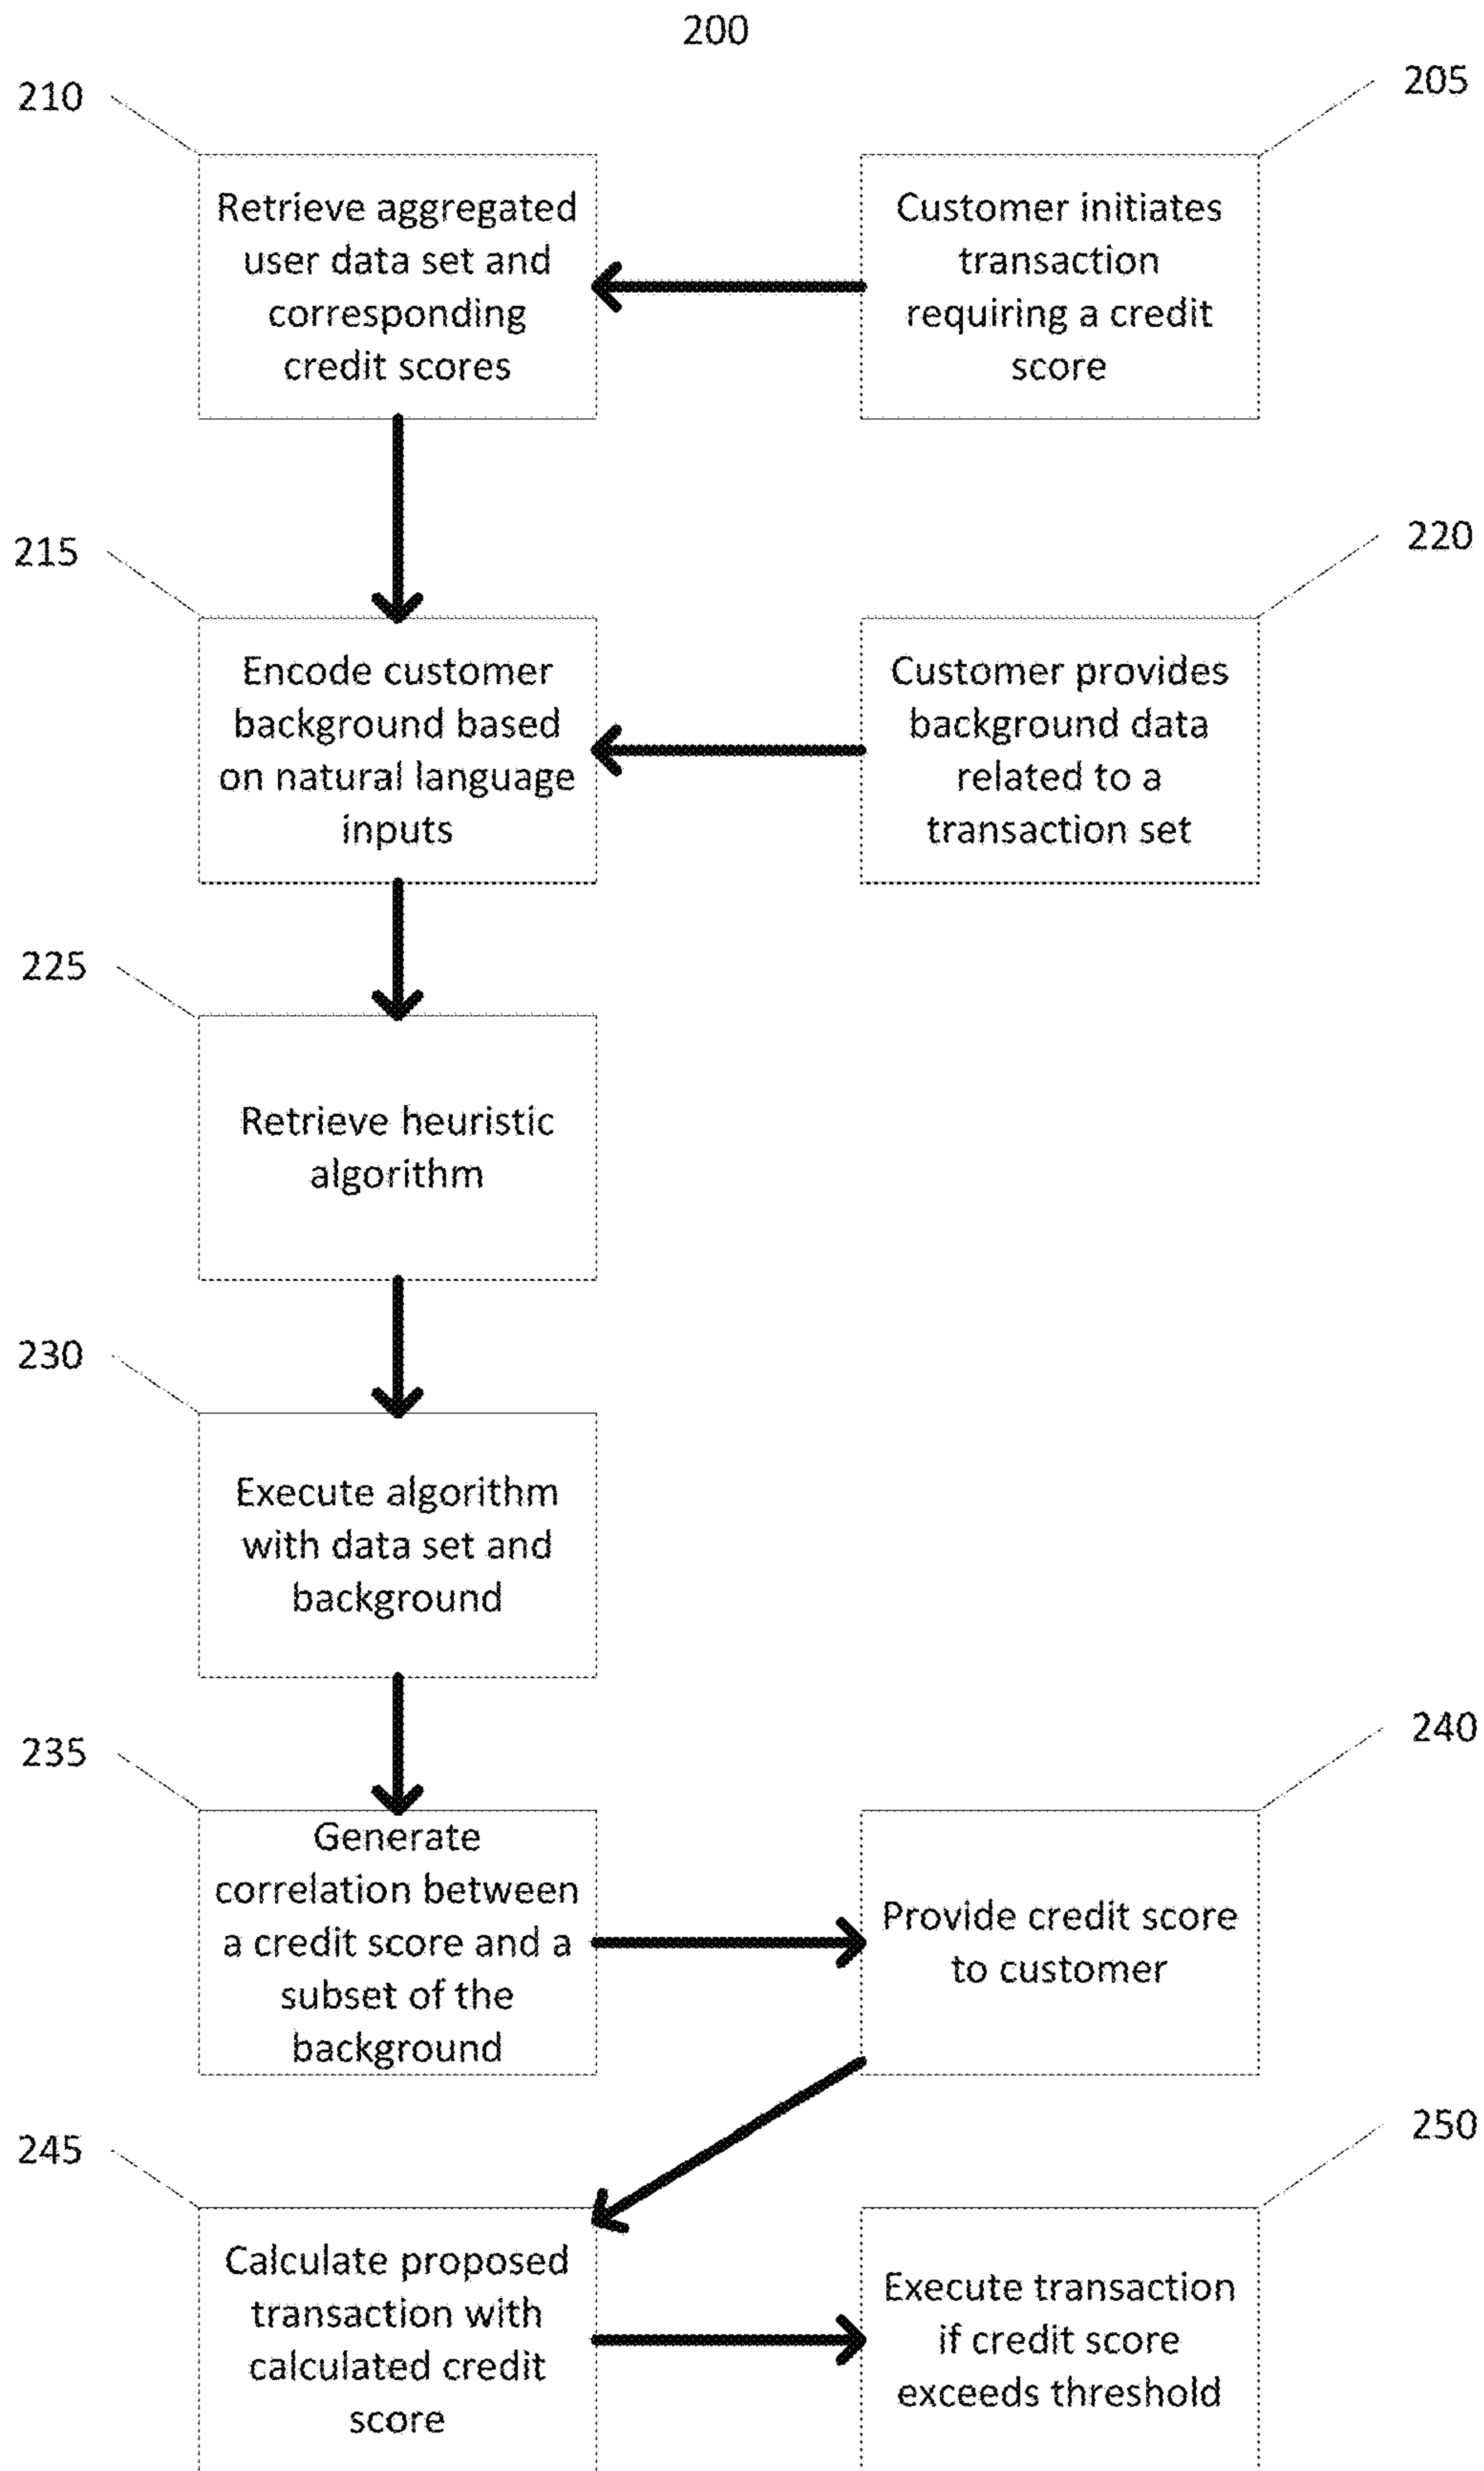 200
210
205
Retrieve aggregated
user data set and
corresponding
credit scores
Customer initiates
transaction
requiring a credit
score
215
220
Encode customer
background based
on natural language
inputs
Customer provides
background data
related to a
transaction set
225
Retrieve heuristic
algorithm
230
Execute algorithm
with data set and
background
235
240
Generate
correlation between
a credit score and a
subset of the
background
Provide credit score
to customer
245
250
Calculate proposed
transaction with
calculated credit
score
Execute transaction
if credit score
exceeds threshold